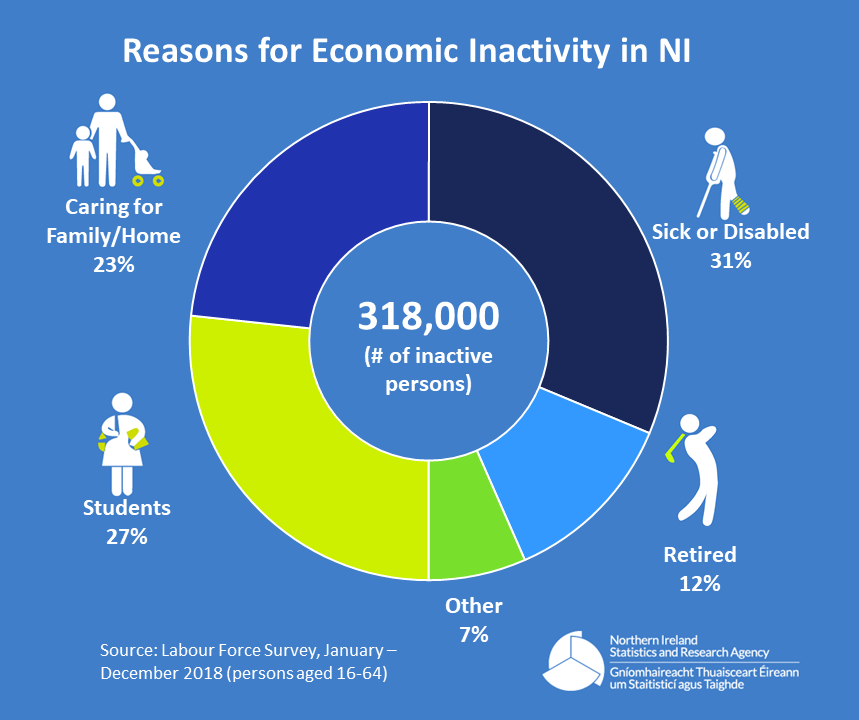 Reasons for Economic Inactivity in NI
Caring for
Family/Home
23%
Sick or Disabled
31%
318,000
(# of inactive
persons)
Students
27%
Retired
12%
Other
7%
Source: Labour Force Survey, January –
December 2018 (persons aged 16-64)
Northern Ireland
Statistics and Research Agency
Gníomhaireacht Thuaisceart Éireann
um Staitisticí agus Taighde